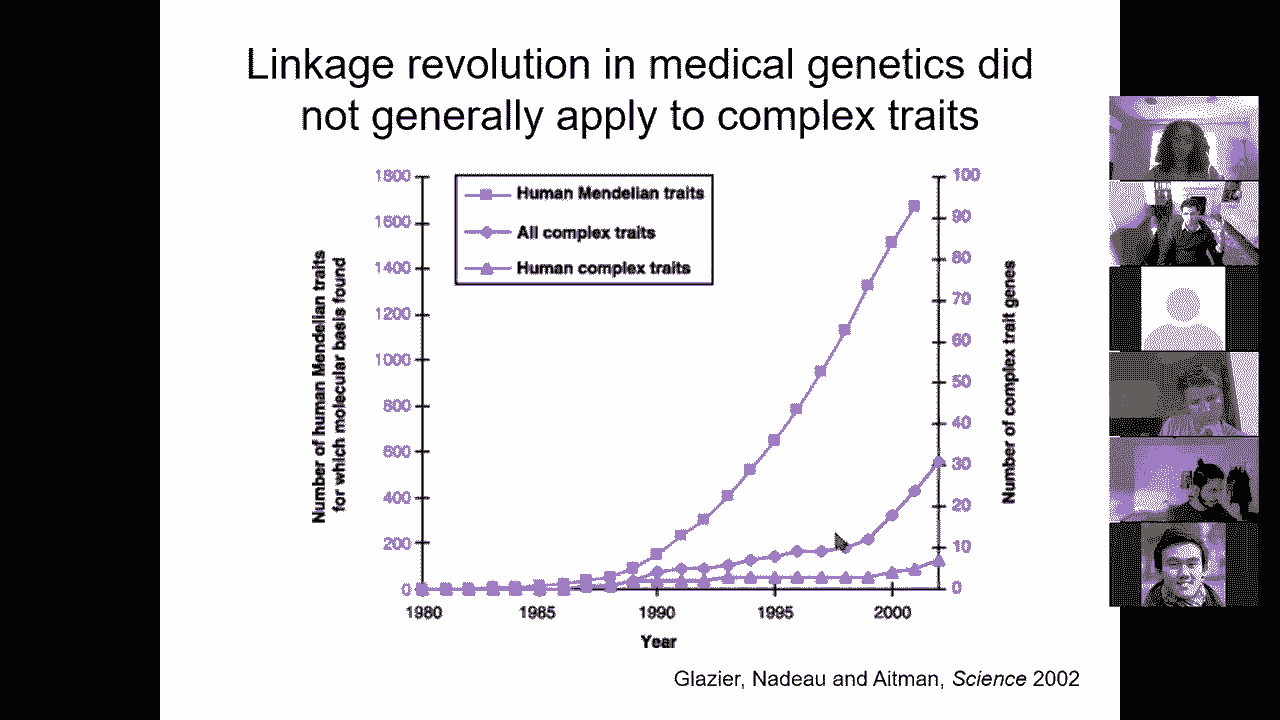 Linkage revolution in medical genetics did
not generally apply to complex traits
Number of human Mendelian traits
for which molecular basis found
1800
1600
1400
1200
1000
800
600
400
200
0
Human Mendelian traits
All complex traits
Human complex traits
100
90
80
70
60
50
40
30
20
10
0
Number of complex trait genes
1980
1985
1990
1995
2000
Year
Glazier, Nadeau and Aitman, Science 2002